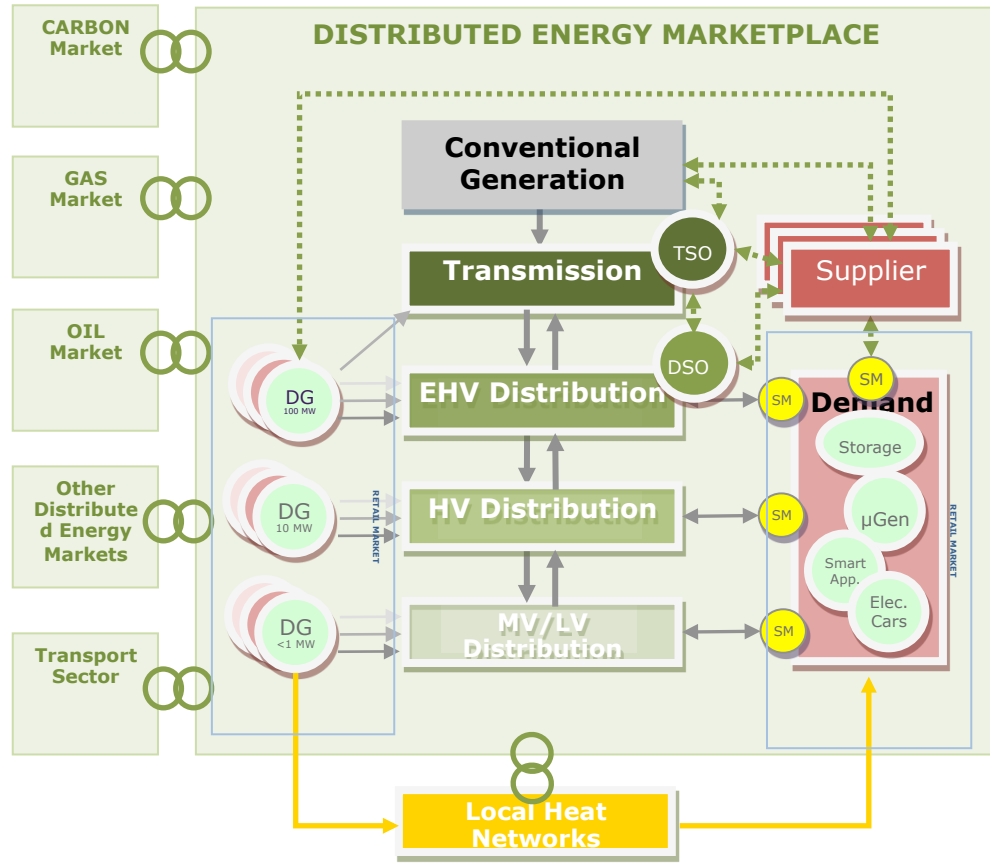 CARBON
Market
GAS
Market
OIL
Market
Other
Distribute
d Energy
Markets
Transport
Sector
DISTRIBUTED ENERGY MARKETPLACE
Conventional
Generation
Transmission
TSO
Supplier
DSO
DG
100 MW
EHV Distribution
SM
SM
Demand
Storage
DG
10 MW
RETAIL MARKET
HV Distribution
SM
µGen
RETAIL MARKET
Smart
App.
DG
<1 MW
MV/LV
Distribution
SM
Elec.
Cars
Local Heat
Networks